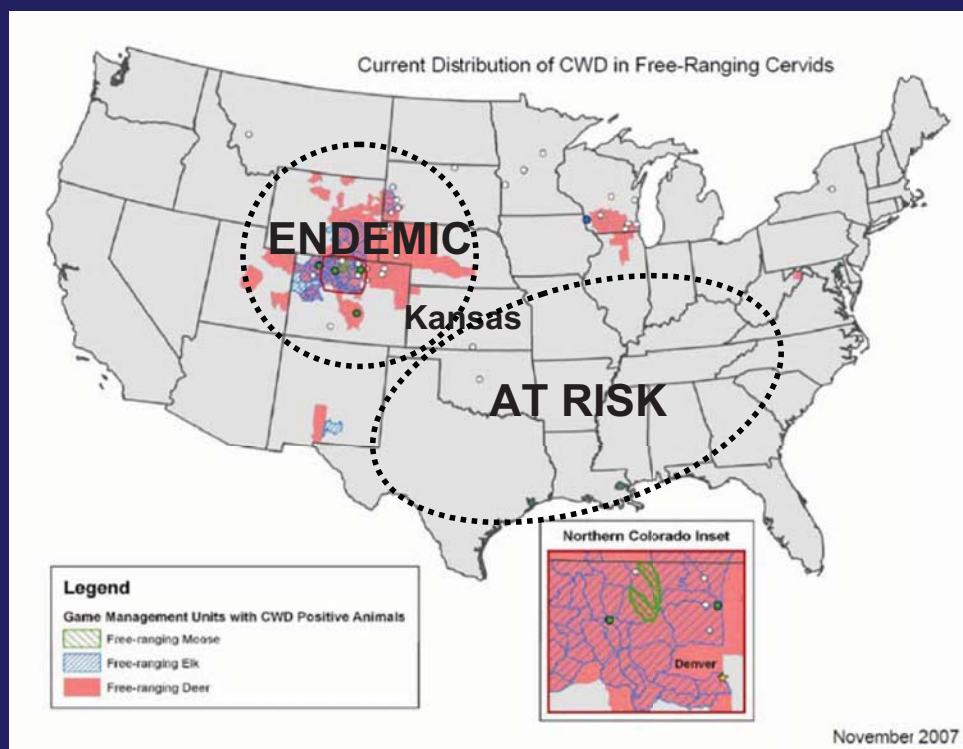 Current Distribution of CWD in Free-Ranging Cervids
ENDEMIC
Kansas
AT RISK
Northern Colorado Inset
Denver
Legend
Game Management Units with CWD Positive Animals
Free-ranging Moose
Free-ranging Elk
Free-ranging Deer
November 2007